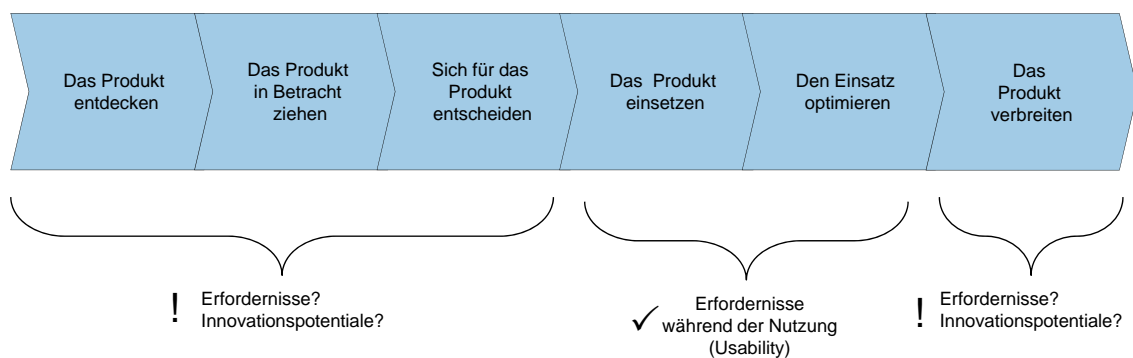 Das Produkt
entdecken
Das Produkt
in Betracht
ziehen
Sich für das
Produkt
entscheiden
Das Produkt
einsetzen
Den Einsatz
optimieren
Das
Produkt
verbreiten
! Erfordernisse?
Innovationspotentiale?
✓ Erfordernisse
während der Nutzung
(Usability)
! Erfordernisse?
Innovationspotentiale?